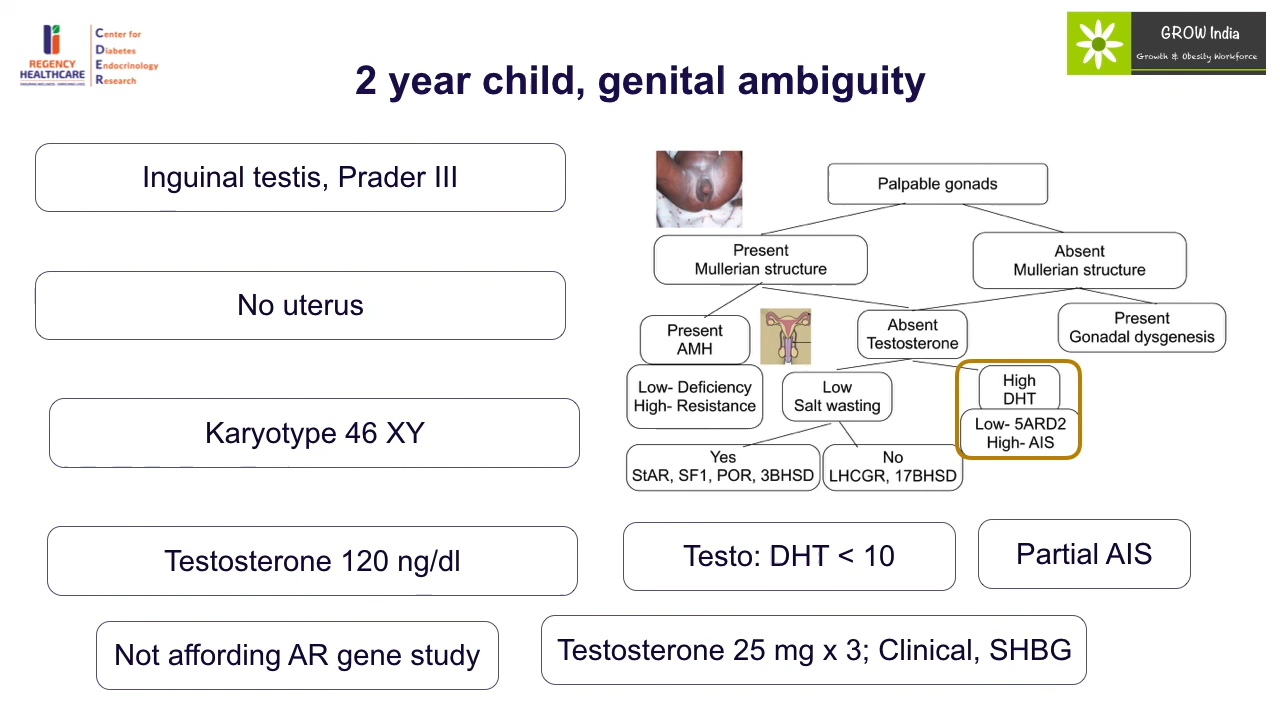 REGENCY
HEALTHCARE
Center for
Diabetes
Endocrinology
Research
GROW India
Growth & Obesity Workforce
2 year child, genital ambiguity
Inguinal testis, Prader III
No uterus
Karyotype 46 XY
Testosterone 120 ng/dl
Palpable gonads
Present
Mullerian structure
Absent
Mullerian structure
Present
AMH
Absent
Testosterone
Present
Gonadal dysgenesis
Low- Deficiency
High- Resistance
Low
Salt wasting
High
DHT
Low- 5ARD2
High- AIS
Yes
StAR, SF1, POR, 3BHSD
No
LHCGR, 17BHSD
Testo: DHT < 10
Partial AIS
Not affording AR gene study
Testosterone 25 mg x 3; Clinical, SHBG